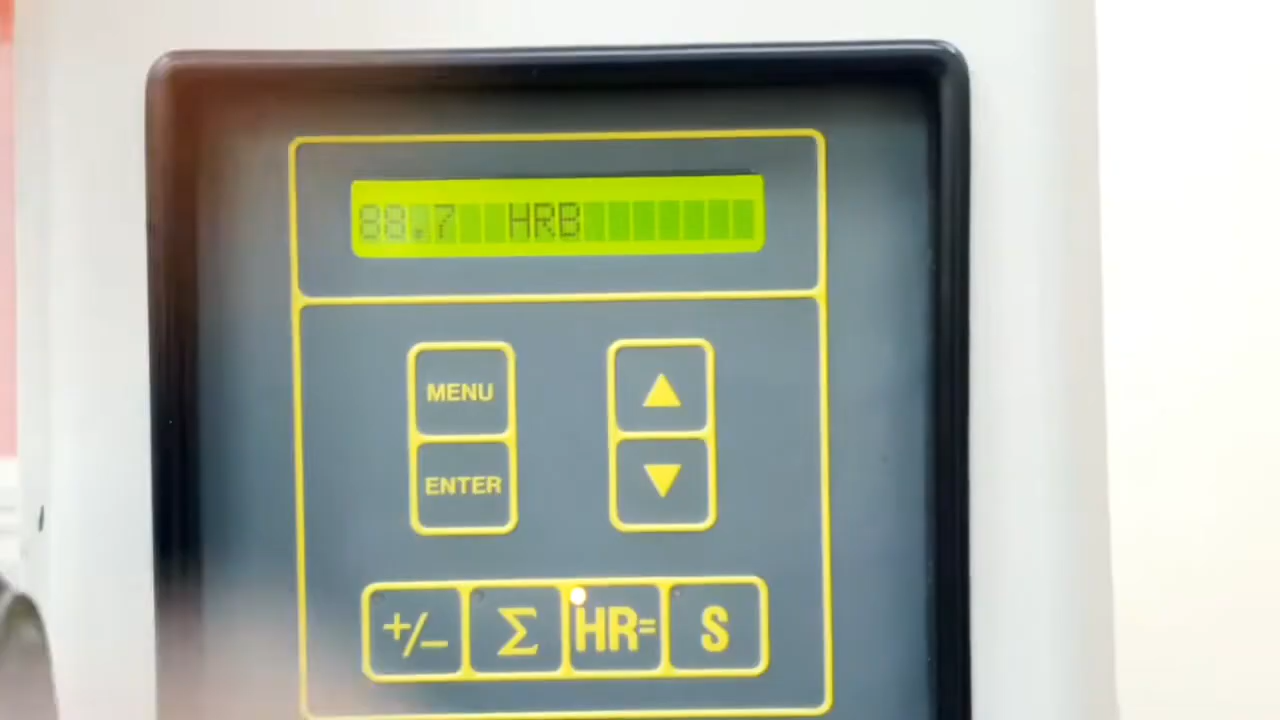 88.7 HRB
MENU
ENTER
▲
▼
+/− Σ HR= S